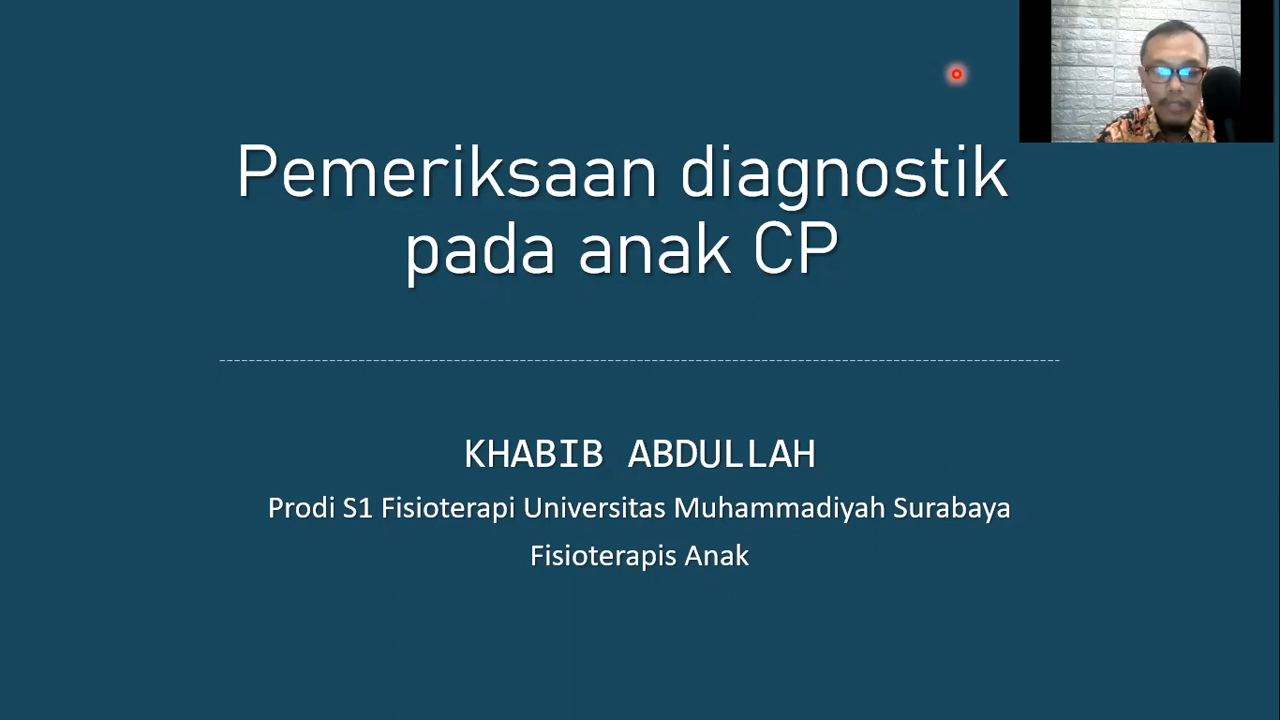 Pemeriksaan diagnostik
pada anak CP
KHABIB ABDULLAH
Prodi S1 Fisioterapi Universitas Muhammadiyah Surabaya
Fisioterapis Anak